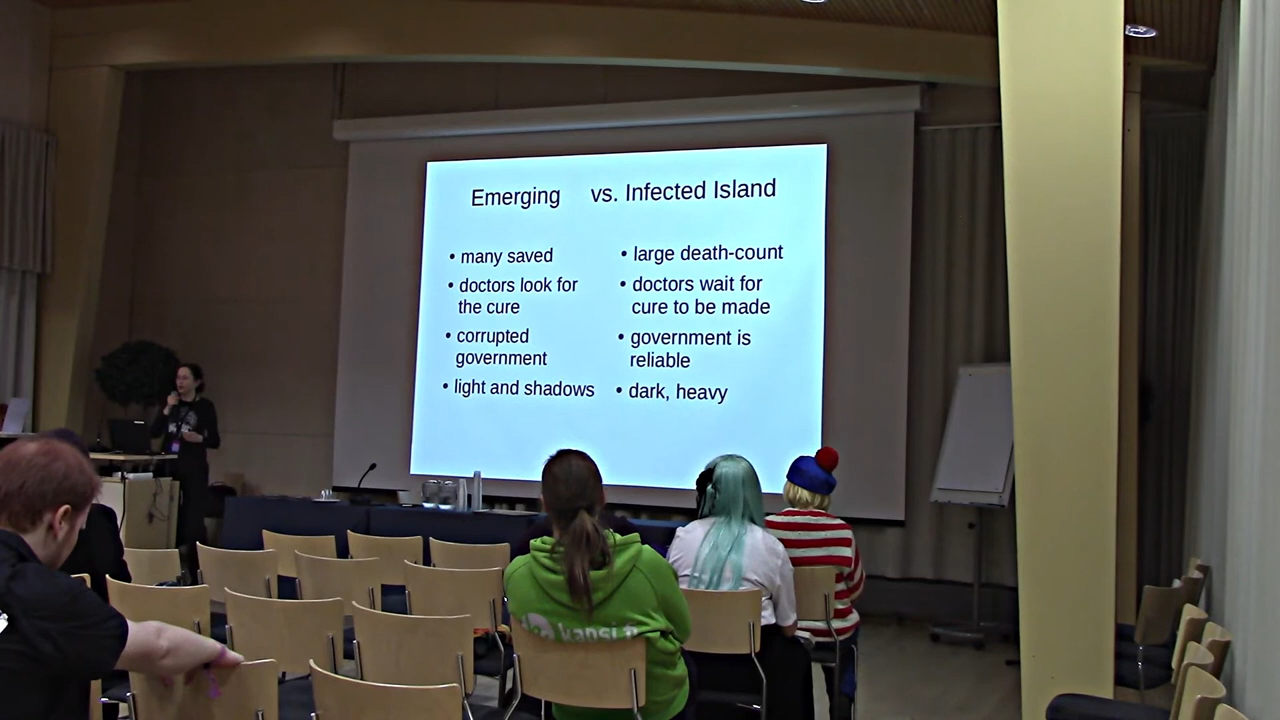 Emerging vs. Infected Island
• many saved
• doctors look for
the cure
• corrupted
government
• light and shadows
• large death-count
• doctors wait for
cure to be made
• government is
reliable
• dark, heavy